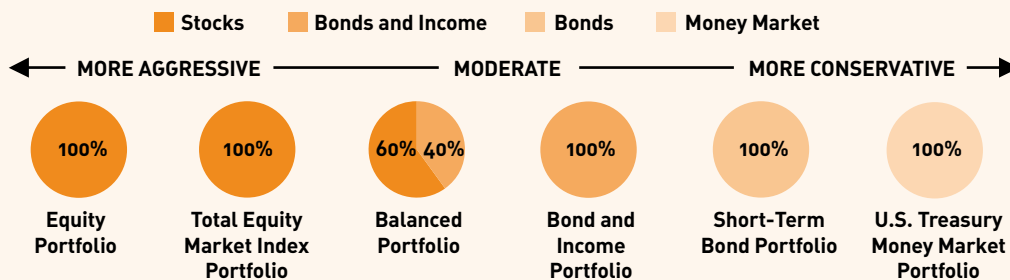 Stocks Bonds and Income Bonds Money Market
MORE AGGRESSIVE MODERATE MORE CONSERVATIVE
100% 100% 60% 40% 100% 100% 100%
Equity
Portfolio
Total Equity
Market Index
Portfolio
Balanced
Portfolio
Bond and
Income
Portfolio
Short-Term
Bond Portfolio
U.S. Treasury
Money Market
Portfolio